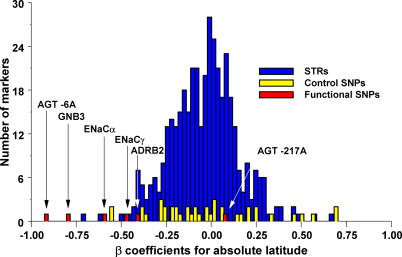 30
24
18
12
6
0
Number of markers
STRs
Control SNPs
Functional SNPs
AGT -6A
GNB3
ENaCα
ENaCγ
ADRB2
AGT -217A
-1.00 -0.75 -0.50 -0.25 0.00 0.25 0.50 0.75 1.00
β coefficients for absolute latitude